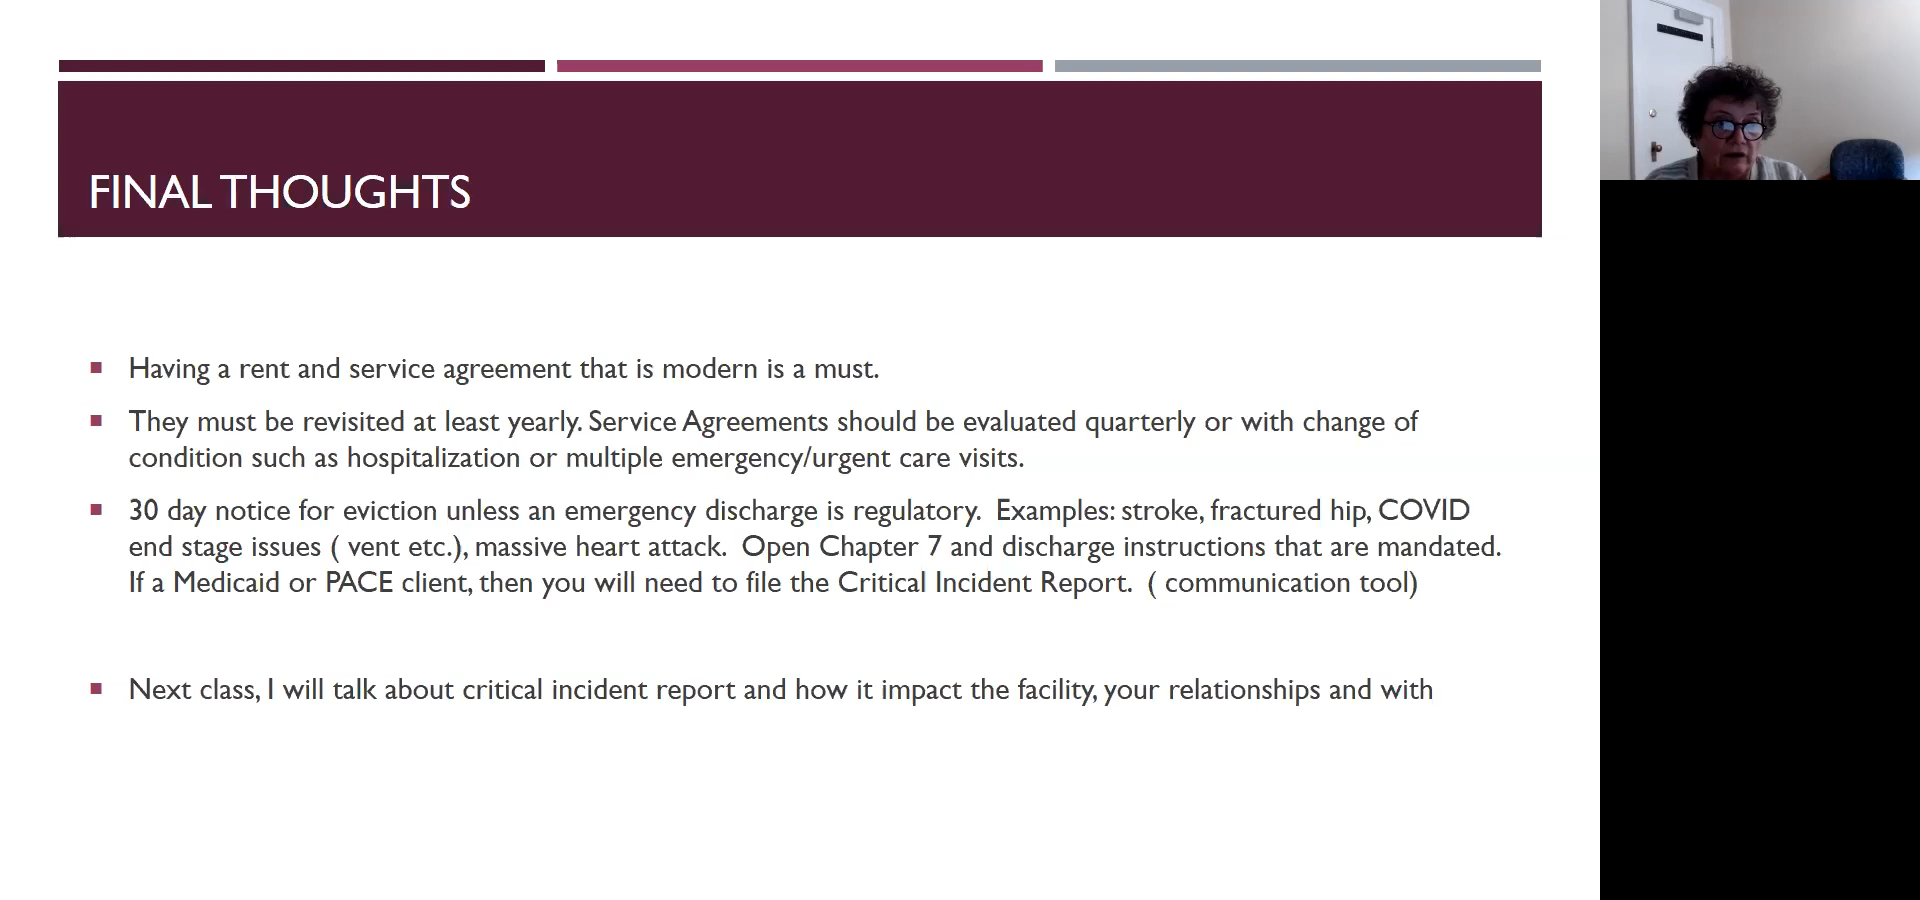 FINAL THOUGHTS
Having a rent and service agreement that is modern is a must.
They must be revisited at least yearly. Service Agreements should be evaluated quarterly or with change of
condition such as hospitalization or multiple emergency/urgent care visits.
30 day notice for eviction unless an emergency discharge is regulatory.  Examples: stroke, fractured hip, COVID
end stage issues ( vent etc.), massive heart attack.  Open Chapter 7 and discharge instructions that are mandated.
If a Medicaid or PACE client, then you will need to file the Critical Incident Report.  ( communication tool)
Next class, I will talk about critical incident report and how it impact the facility, your relationships and with